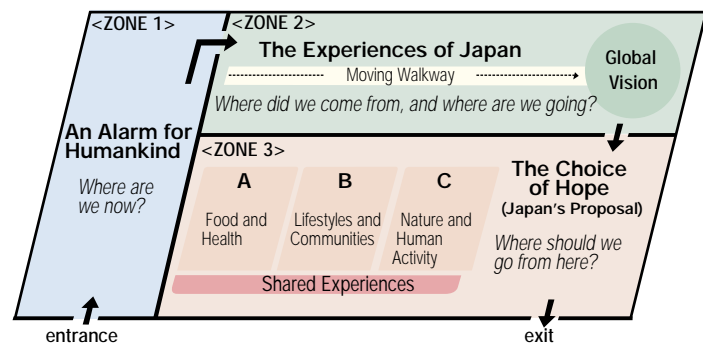 <ZONE 1>
An Alarm for
Humankind
Where are
we now?
entrance
<ZONE 2>
The Experiences of Japan
Moving Walkway
Where did we come from, and where are we going?
Global
Vision
<ZONE 3>
A
Food and
Health
B
Lifestyles and
Communities
C
Nature and
Human
Activity
Shared Experiences
The Choice
of Hope
(Japan's Proposal)
Where should we
go from here?
exit